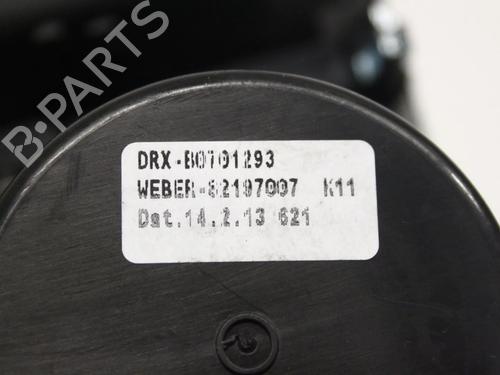 B-PARTS
DRX-B0701293
WEBER-82197007 K11
Dat.14.2.13 621